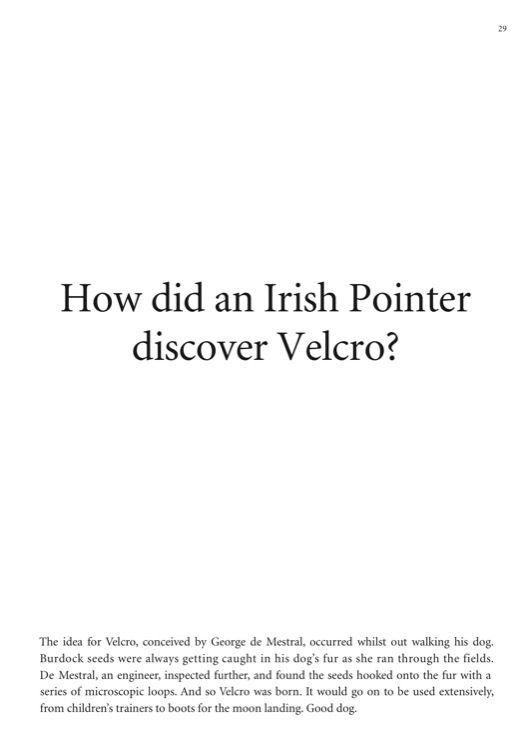 29
How did an Irish Pointer
discover Velcro?
The idea for Velcro, conceived by George de Mestral, occurred whilst out walking his dog.
Burdock seeds were always getting caught in his dog's fur as she ran through the fields.
De Mestral, an engineer, inspected further, and found the seeds hooked onto the fur with a
series of microscopic loops. And so Velcro was born. It would go on to be used extensively,
from children's trainers to boots for the moon landing. Good dog.